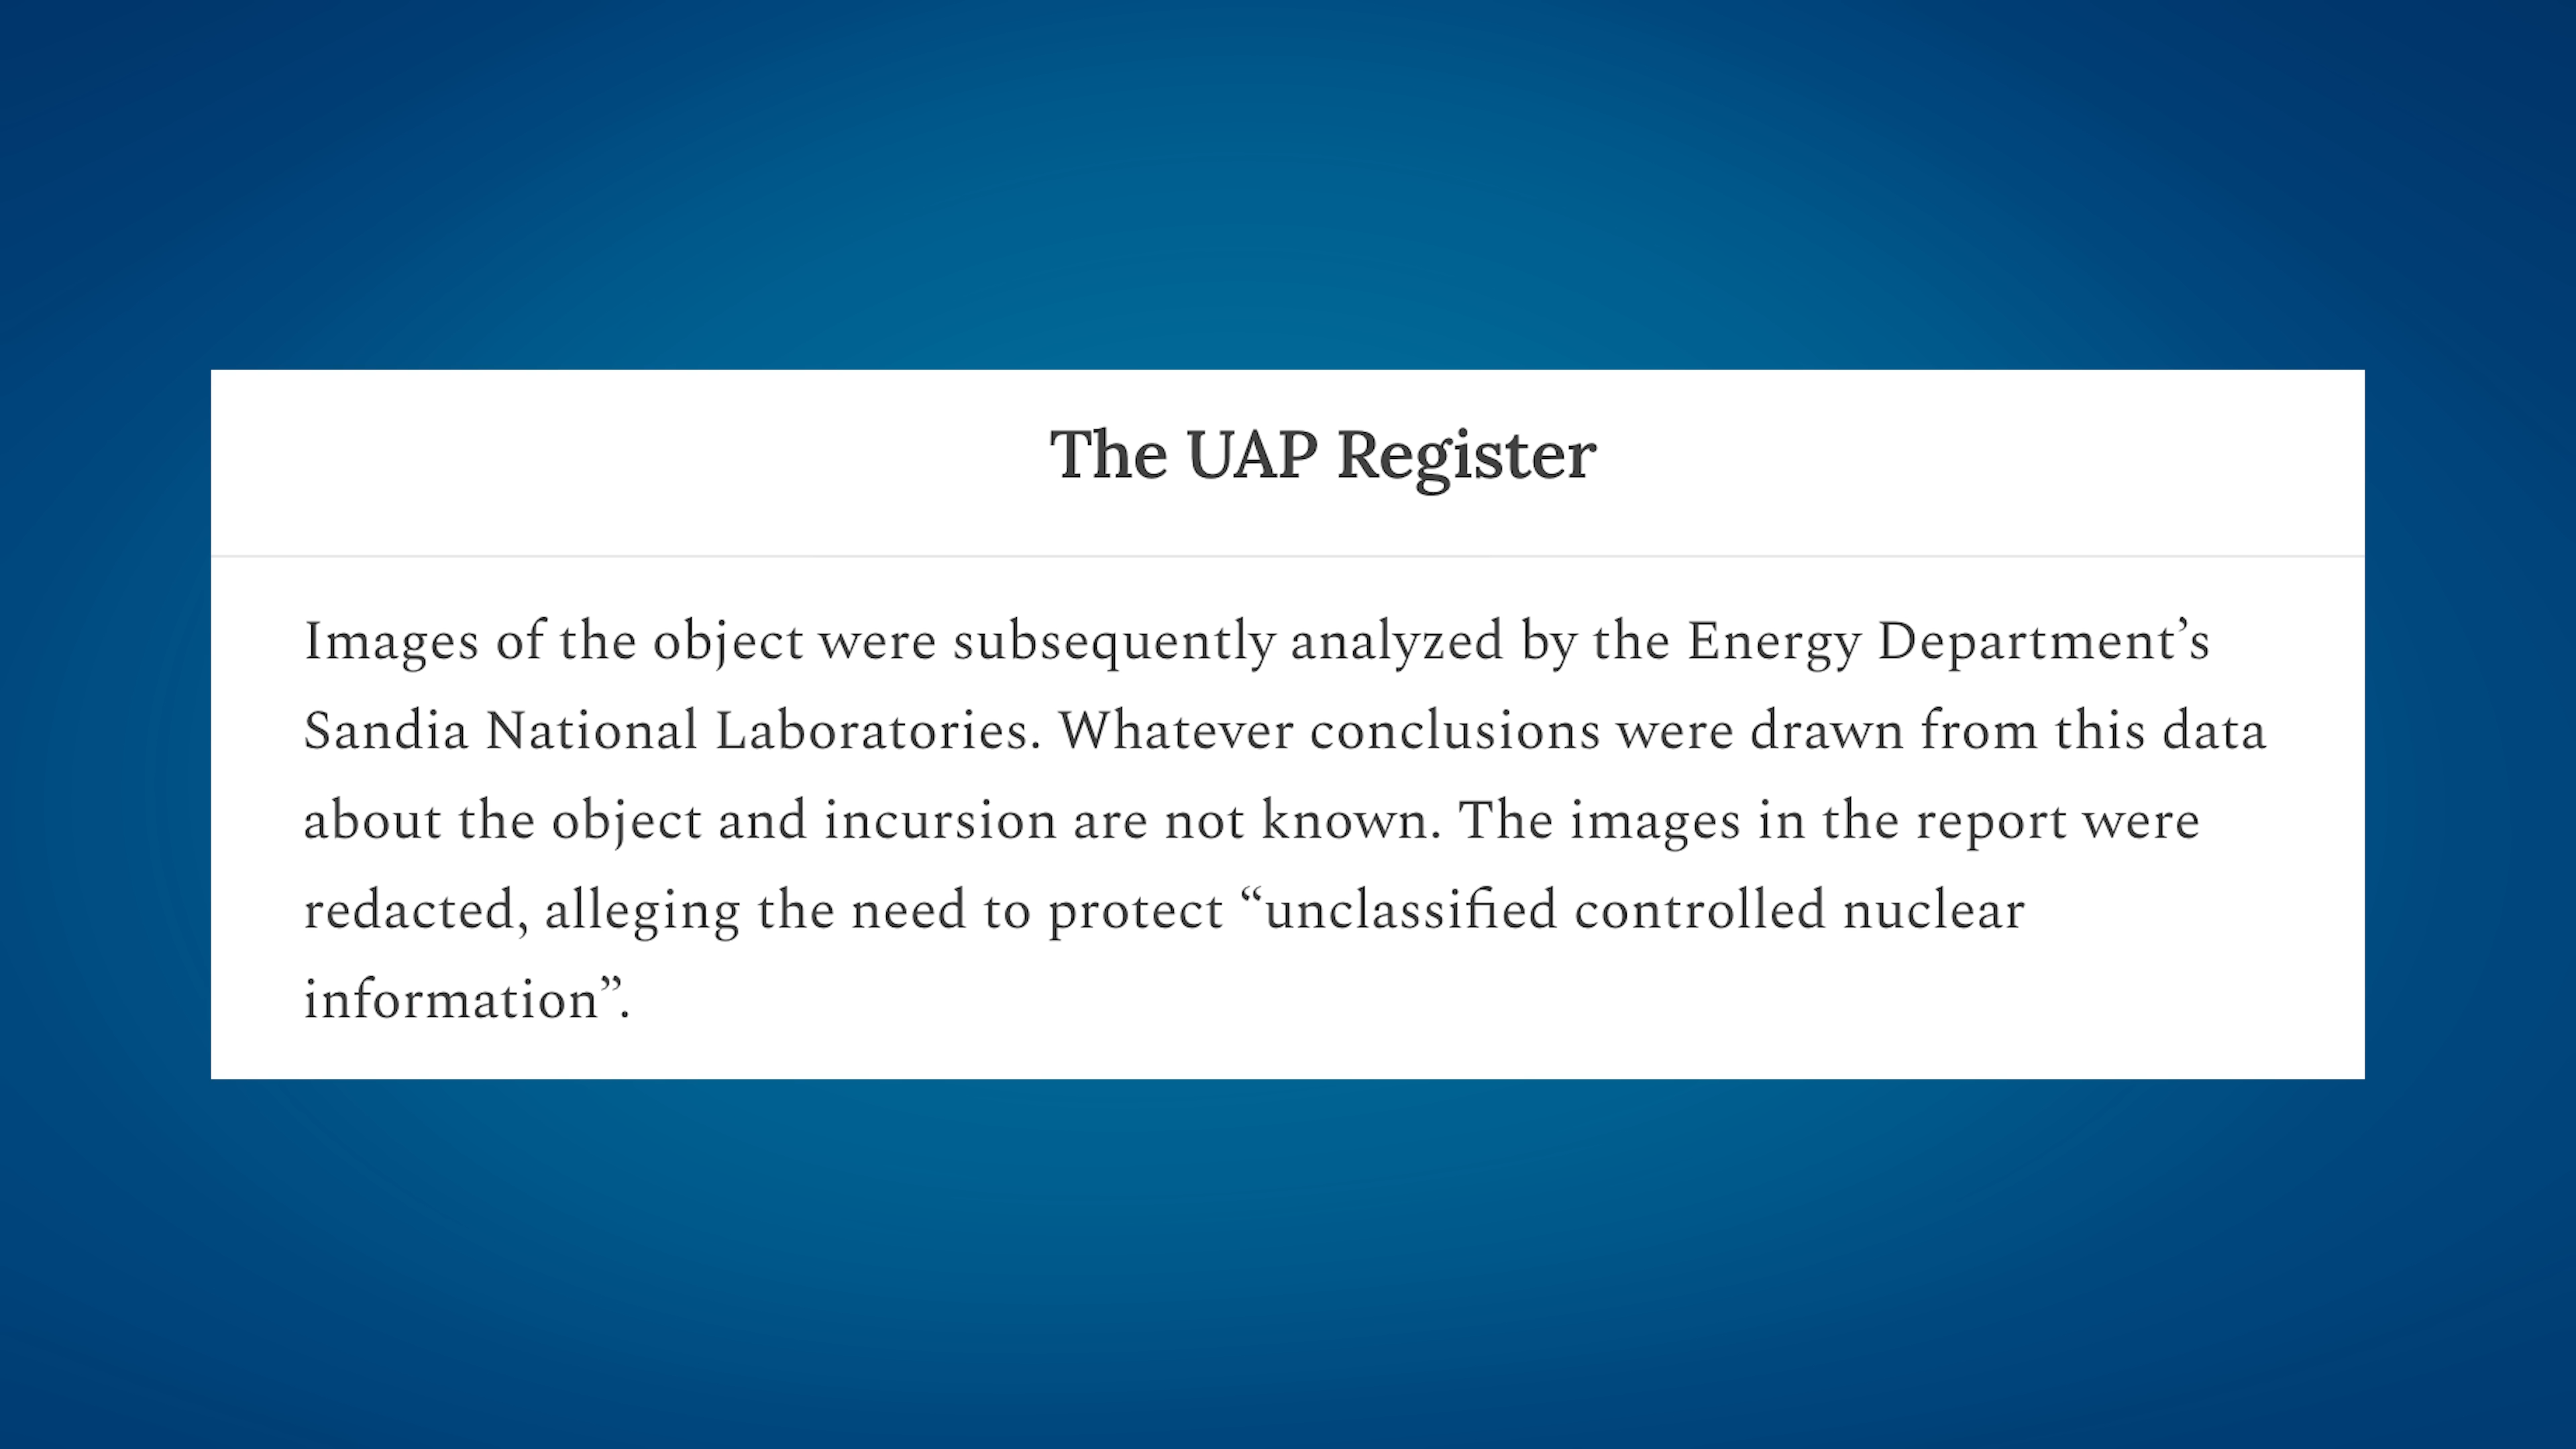 The UAP Register
Images of the object were subsequently analyzed by the Energy Department’s
Sandia National Laboratories. Whatever conclusions were drawn from this data
about the object and incursion are not known. The images in the report were
redacted, alleging the need to protect “unclassified controlled nuclear
information”.